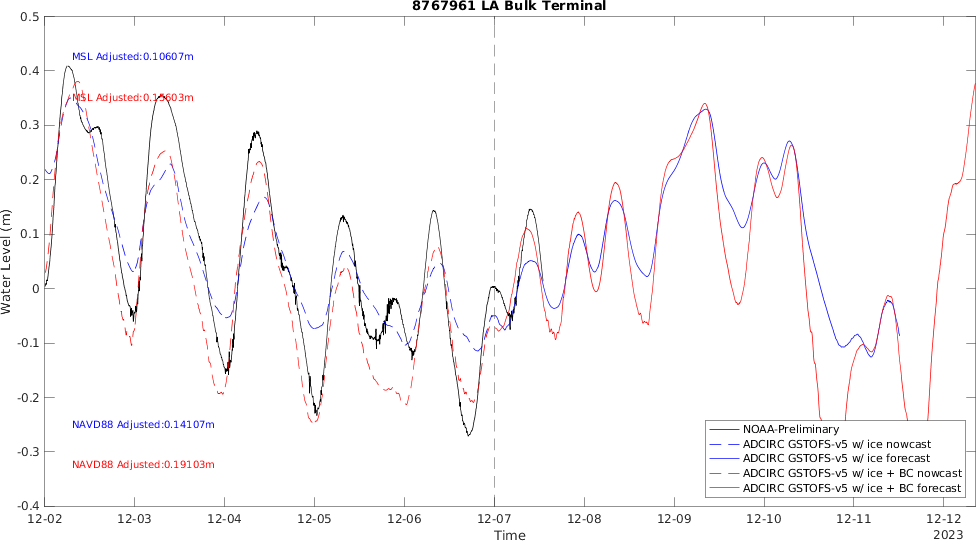 8767961 LA Bulk Terminal
0.5
0.4
0.3
0.2
0.1
0
-0.1
-0.2
-0.3
-0.4
Water Level (m)
MSL Adjusted:0.10607m
MSL Adjusted:0.15603m
NAVD88 Adjusted:0.14107m
NAVD88 Adjusted:0.19103m
NOAA-Preliminary
ADCIRC GSTOFS-v5 w/ ice nowcast
ADCIRC GSTOFS-v5 w/ ice forecast
ADCIRC GSTOFS-v5 w/ ice + BC nowcast
ADCIRC GSTOFS-v5 w/ ice + BC forecast
12-02 12-03 12-04 12-05 12-06 12-07 12-08 12-09 12-10 12-11 12-12
2023
Time